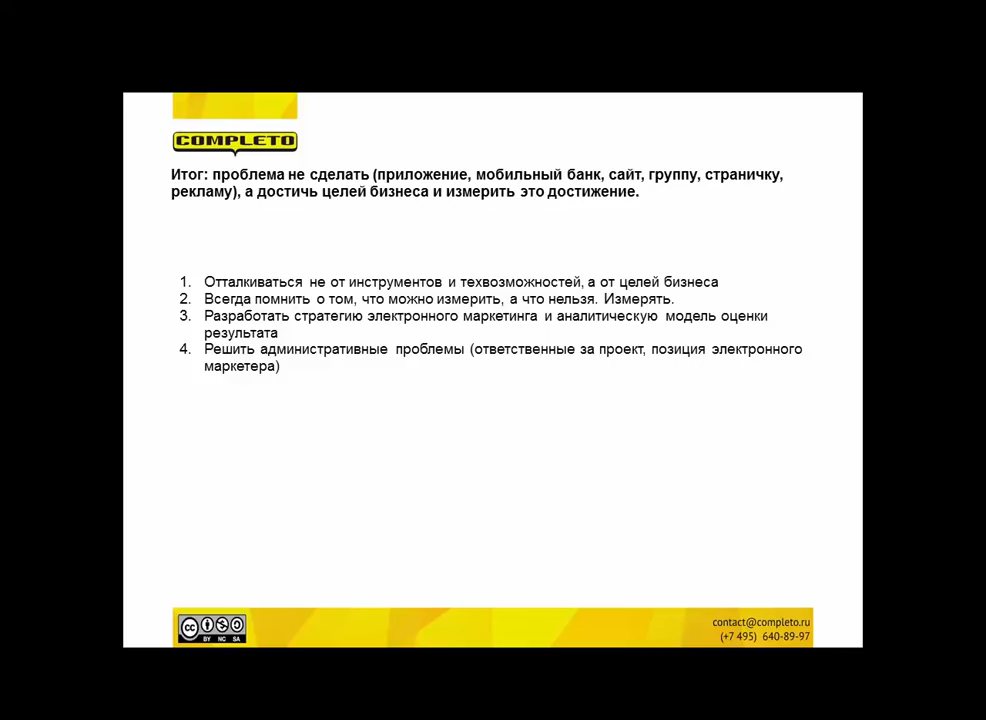 COMPLETO
Итог: проблема не сделать (приложение, мобильный банк, сайт, группу, страничку,
рекламу), а достичь целей бизнеса и измерить это достижение.
1. Отталкиваться не от инструментов и техвозможностей, а от целей бизнеса
2. Всегда помнить о том, что можно измерить, а что нельзя. Измерять.
3. Разработать стратегию электронного маркетинга и аналитическую модель оценки
результата
4. Решить административные проблемы (ответственные за проект, позиция электронного
маркетера)
cc
BY NC SA
contact@completo.ru
(+7 495) 640-89-97